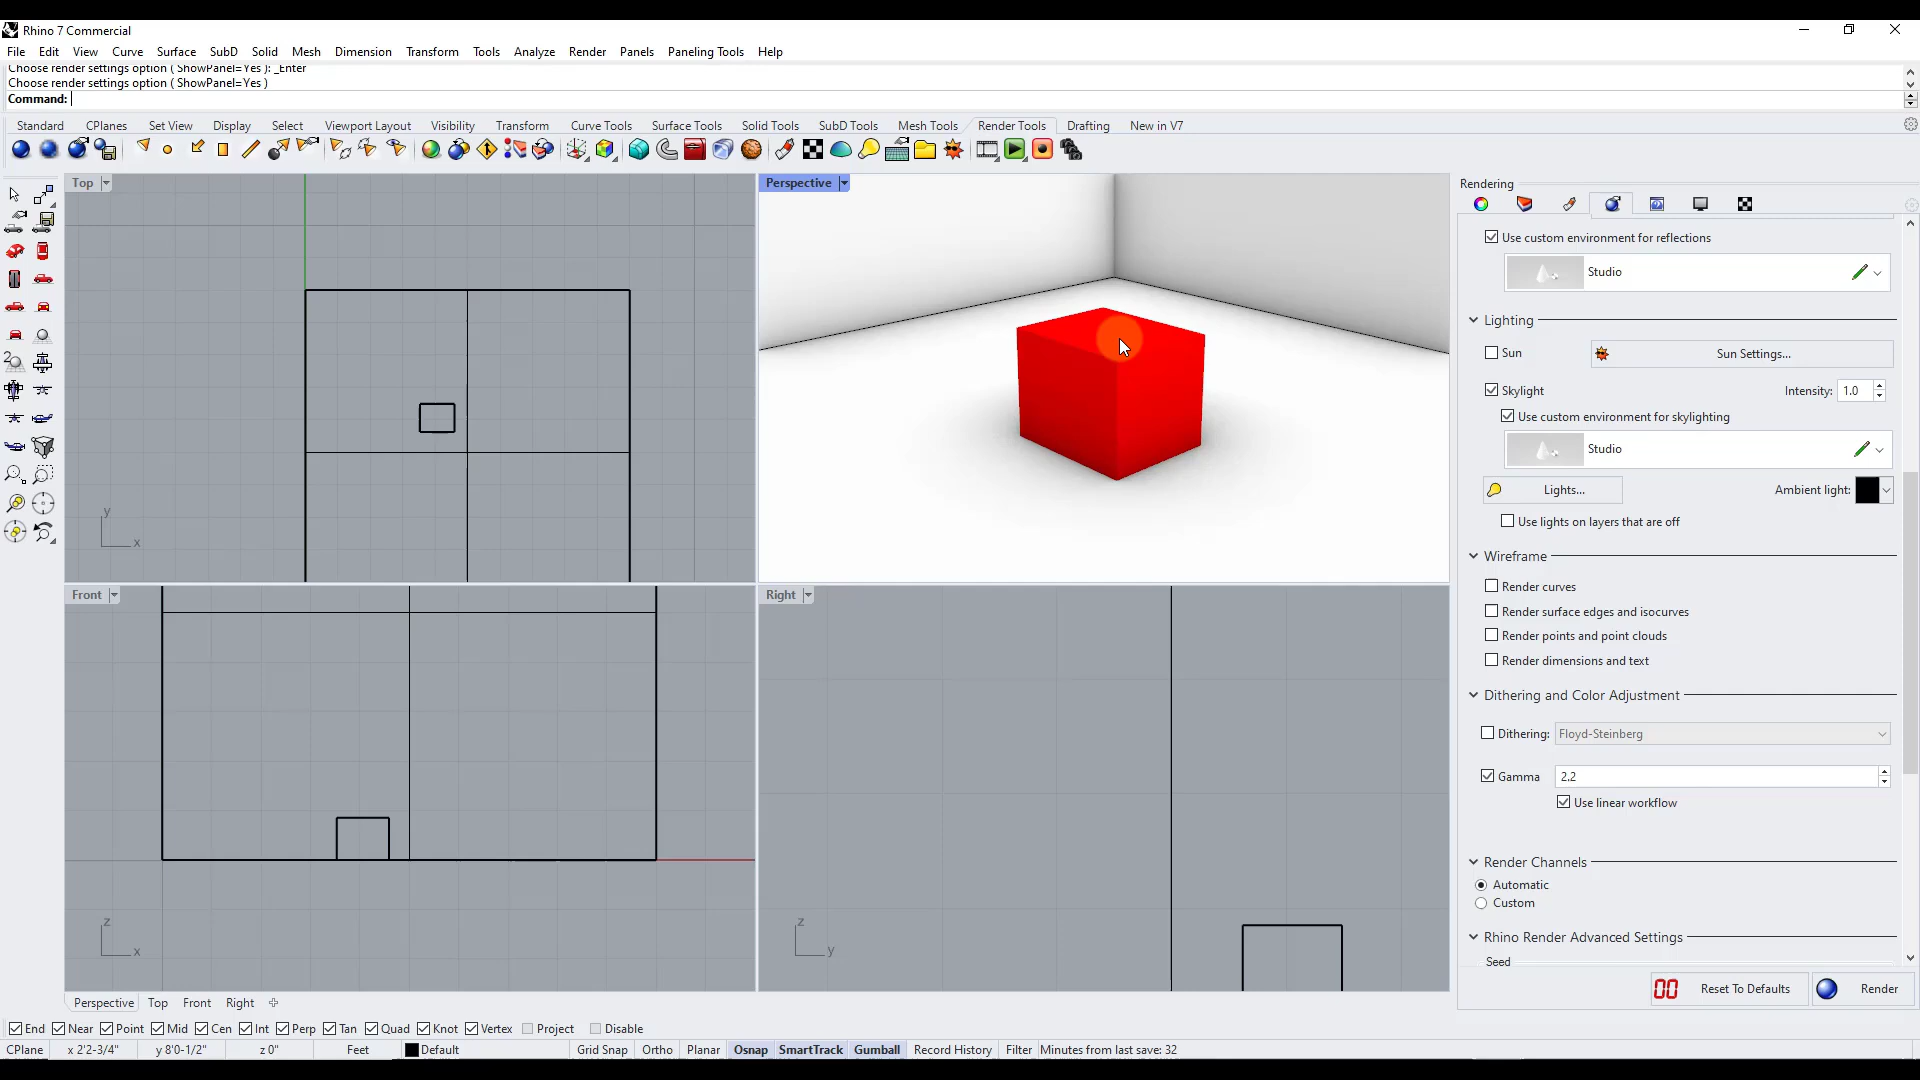 Rhino 7 Commercial
File Edit View Curve Surface SubD Solid Mesh Dimension Transform Tools Analyze Render Panels Paneling Tools Help
Choose render settings option ( ShowPanel=Yes ): _Enter
Choose render settings option ( ShowPanel=Yes )
Command:
Standard CPlanes Set View Display Select Viewport Layout Visibility Transform Curve Tools Surface Tools Solid Tools SubD Tools Mesh Tools Render Tools Drafting New in V7
Top
Perspective
Rendering
Use custom environment for reflections
Studio
Lighting
Sun Sun Settings...
Skylight Intensity: 1.0
Use custom environment for skylighting
Studio
Lights... Ambient light:
Use lights on layers that are off
Wireframe
Render curves
Render surface edges and isocurves
Render points and point clouds
Render dimensions and text
Dithering and Color Adjustment
Dithering: Floyd-Steinberg
Gamma 2.2
Use linear workflow
Render Channels
Automatic
Custom
Rhino Render Advanced Settings
Seed
Reset To Defaults Render
y
x
Front
Right
z
x
z
y
2
Perspective Top Front Right
End Near Point Mid Cen Int Perp Tan Quad Knot Vertex Project Disable
CPlane x 2'2-3/4" y 8'0-1/2" z 0" Feet Default Grid Snap Ortho Planar Osnap SmartTrack Gumball Record History Filter Minutes from last save: 32